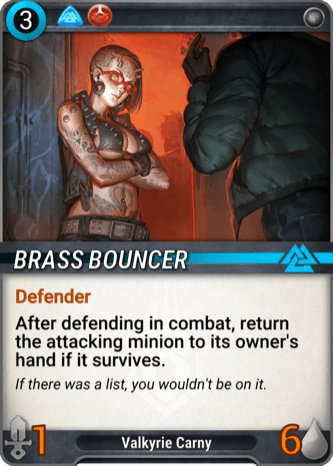 3
BRASS BOUNCER
Defender
After defending in combat, return
the attacking minion to its owner's
hand if it survives.
If there was a list, you wouldn't be on it.
1
Valkyrie Carny
6